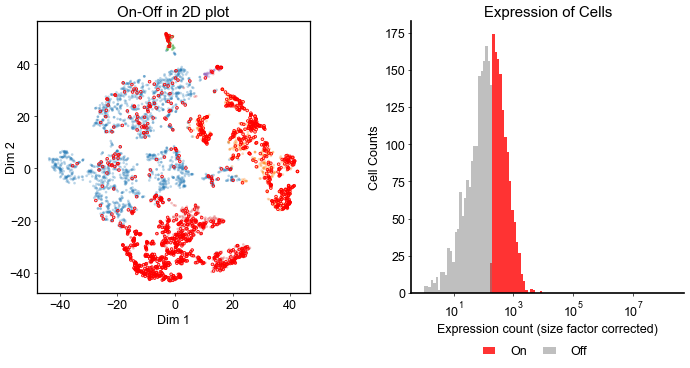 On-Off in 2D plot
40
20
0
−20
−40
−40
−20
0
20
40
Dim 2
Dim 1
Expression of Cells
175
150
125
100
75
50
25
0
10^1
10^3
10^5
10^7
Cell Counts
Expression count (size factor corrected)
On
Off